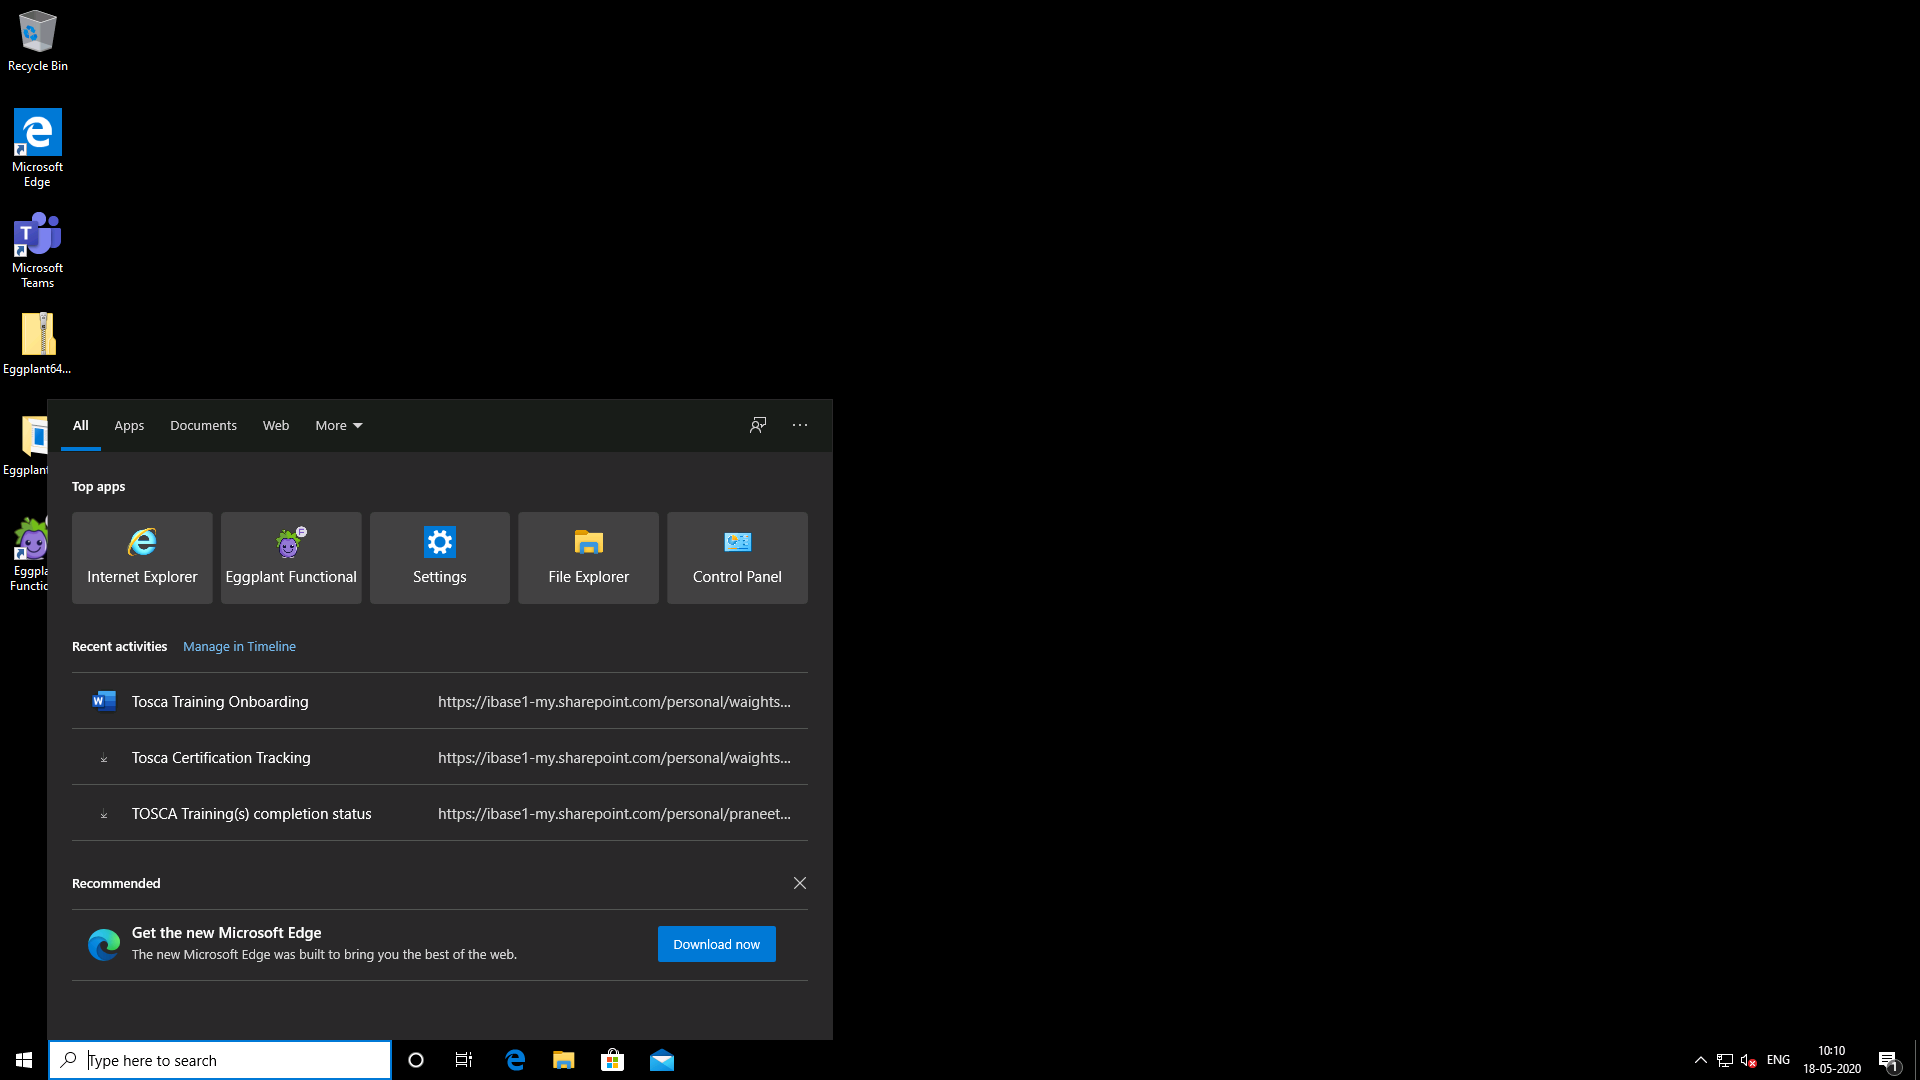 Recycle Bin
Microsoft
Edge
Microsoft
Teams
Eggplant64...
Eggplant
Eggpla
Functio
All Apps Documents Web More
Top apps
Internet Explorer Eggplant Functional Settings File Explorer Control Panel
Recent activities Manage in Timeline
Tosca Training Onboarding https://ibase1-my.sharepoint.com/personal/waights...
Tosca Certification Tracking https://ibase1-my.sharepoint.com/personal/waights...
TOSCA Training(s) completion status https://ibase1-my.sharepoint.com/personal/praneet...
Recommended
Get the new Microsoft Edge
The new Microsoft Edge was built to bring you the best of the web.
Download now
Type here to search
ENG
10:10
18-05-2020
1